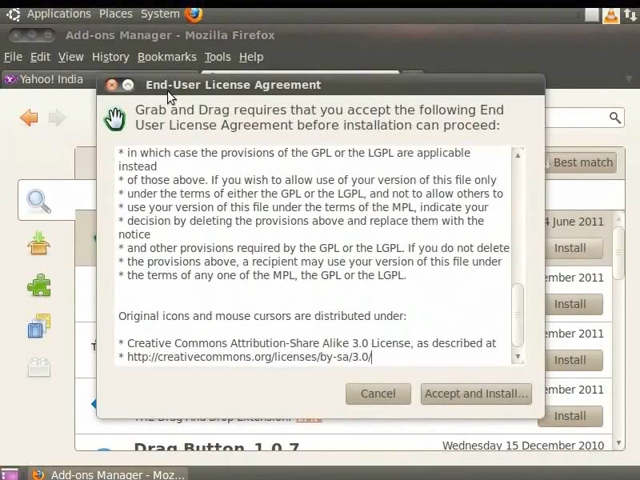 Applications Places System
Add-ons Manager - Mozilla Firefox
File Edit View History Bookmarks Tools Help
Yahoo! India
End-User License Agreement
Grab and Drag requires that you accept the following End
User License Agreement before installation can proceed:
Best match
* in which case the provisions of the GPL or the LGPL are applicable
instead
* of those above. If you wish to allow use of your version of this file only
* under the terms of either the GPL or the LGPL, and not to allow others to
* use your version of this file under the terms of the MPL, indicate your
* decision by deleting the provisions above and replace them with the
notice
* and other provisions required by the GPL or the LGPL. If you do not delete
* the provisions above, a recipient may use your version of this file under
* the terms of any one of the MPL, the GPL or the LGPL.
Original icons and mouse cursors are distributed under:
* Creative Commons Attribution-Share Alike 3.0 License, as described at
* http://creativecommons.org/licenses/by-sa/3.0/
4 June 2011
Install
ember 2011
Install
ember 2011
Install
ember 2011
Install
Cancel Accept and Install...
Drag Button 1.0.7 Wednesday 15 December 2010
Add-ons Manager - Moz...